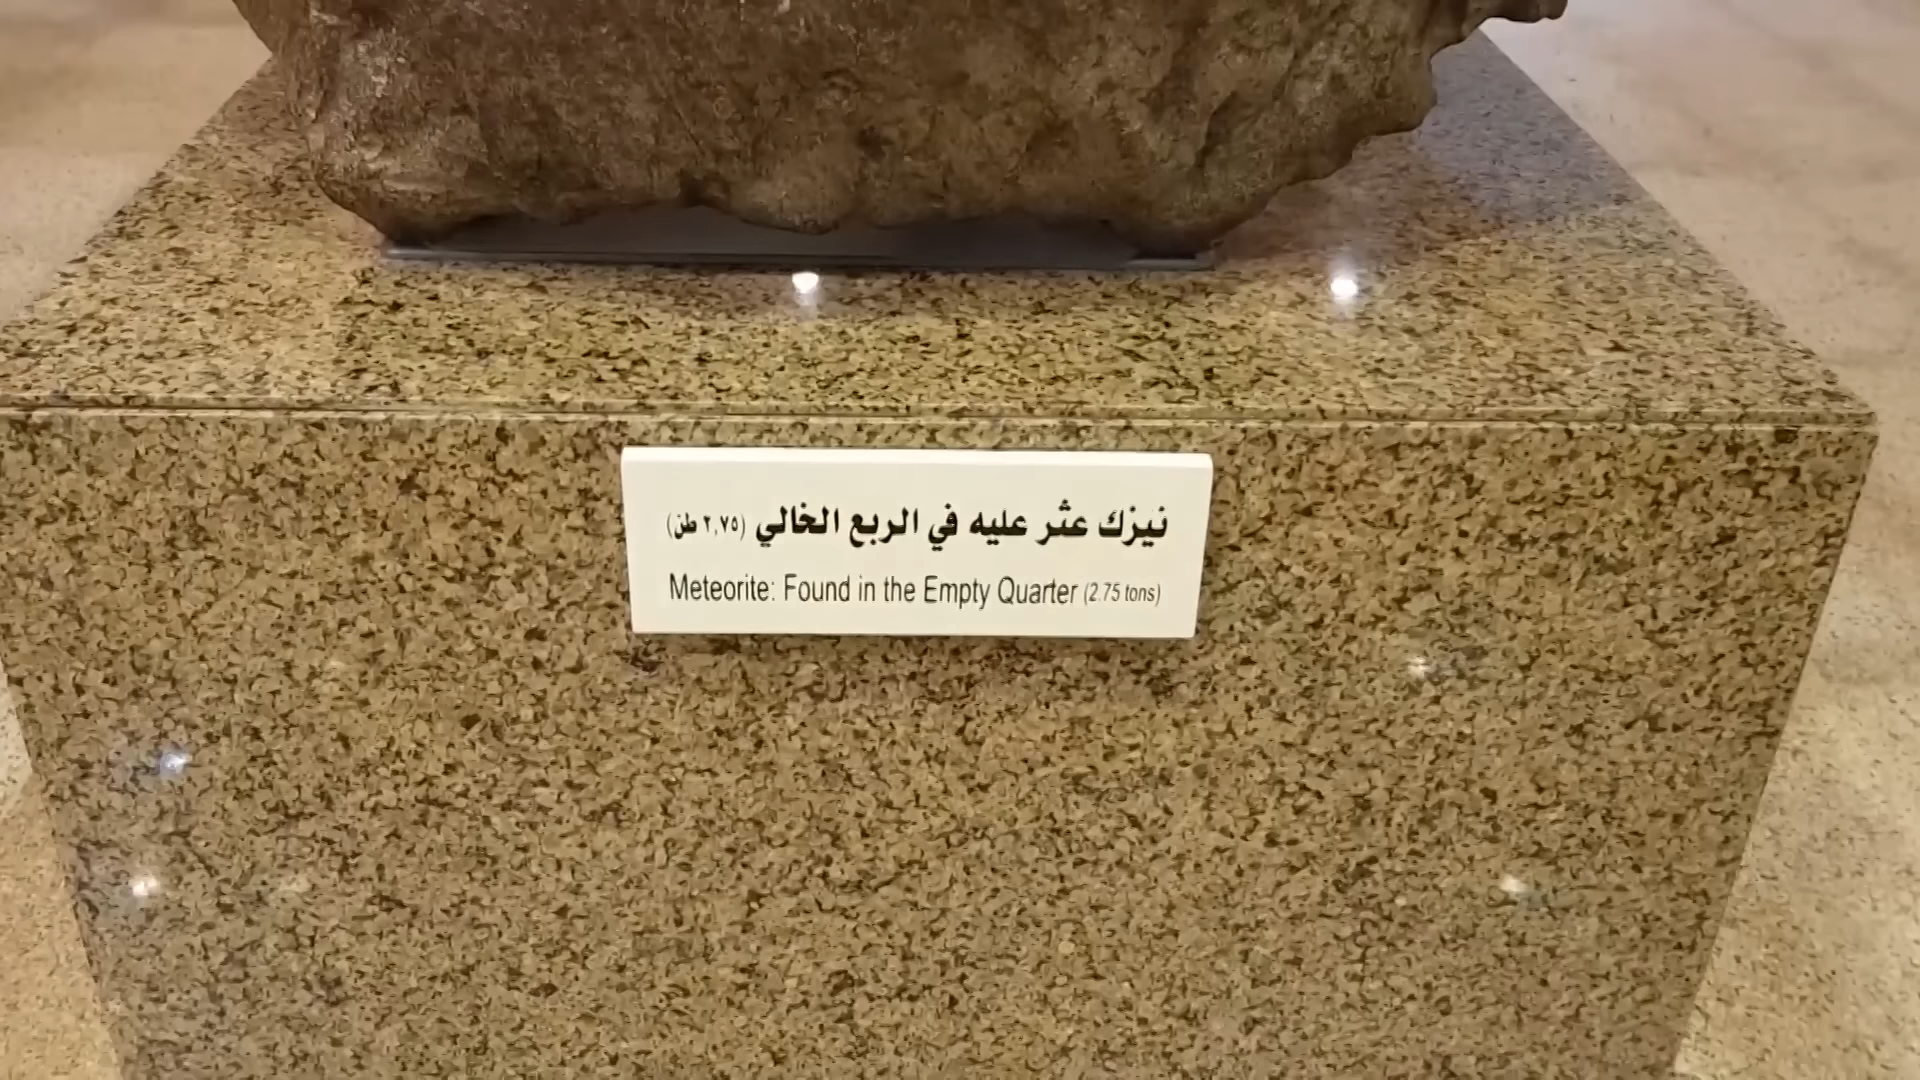 نيزك عثر عليه في الربع الخالي (٢,٧٥ طن)
Meteorite: Found in the Empty Quarter (2.75 tons)